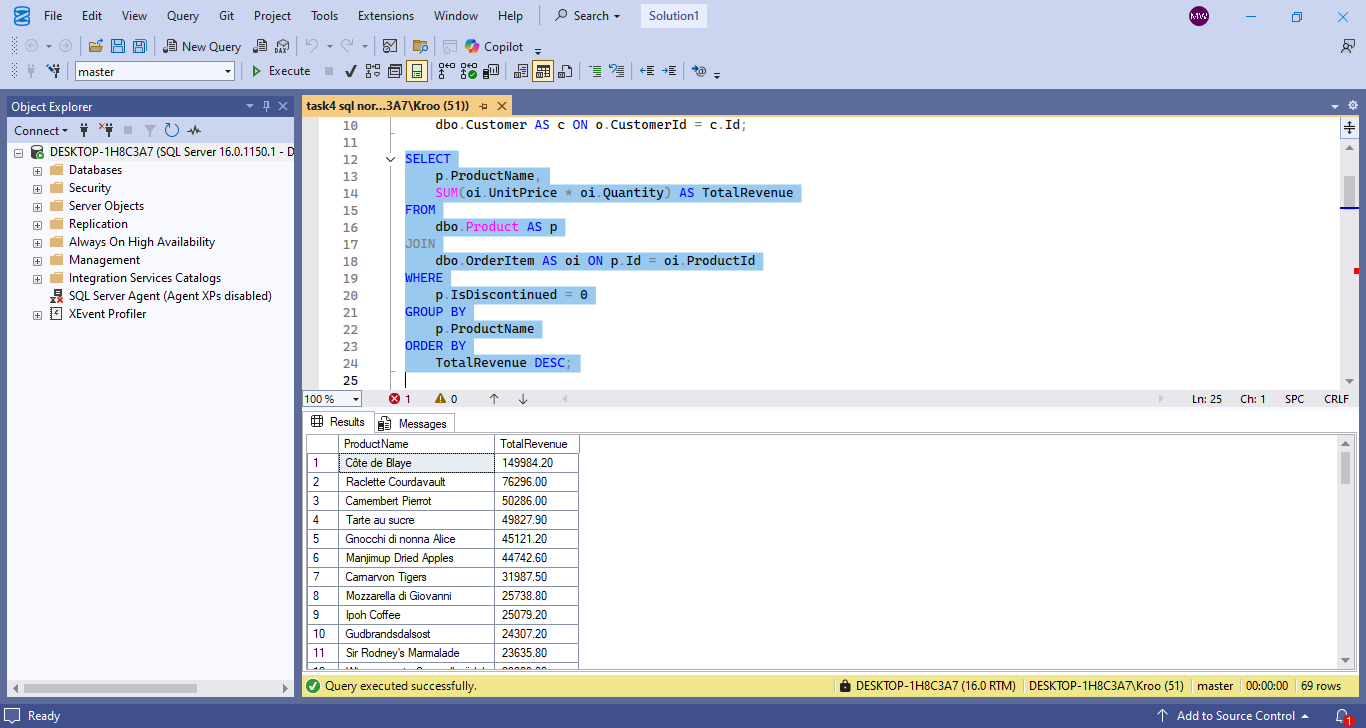 File Edit View Query Git Project Tools Extensions Window Help Search Solution1 MW
New Query DAX Copilot
master Execute
Object Explorer
Connect
DESKTOP-1H8C3A7 (SQL Server 16.0.1150.1 - D
Databases
Security
Server Objects
Replication
Always On High Availability
Management
Integration Services Catalogs
SQL Server Agent (Agent XPs disabled)
XEvent Profiler
task4 sql nor...3A7\Kroo (51))
10 dbo.Customer AS c ON o.CustomerId = c.Id;
11
12 SELECT
13 p.ProductName,
14 SUM(oi.UnitPrice * oi.Quantity) AS TotalRevenue
15 FROM
16 dbo.Product AS p
17 JOIN
18 dbo.OrderItem AS oi ON p.Id = oi.ProductId
19 WHERE
20 p.IsDiscontinued = 0
21 GROUP BY
22 p.ProductName
23 ORDER BY
24 TotalRevenue DESC;
25
100 % 1 0 Ln: 25 Ch: 1 SPC CRLF
Results Messages
ProductName TotalRevenue
1 Côte de Blaye 149984.20
2 Raclette Courdavault 76296.00
3 Camembert Pierrot 50286.00
4 Tarte au sucre 49827.90
5 Gnocchi di nonna Alice 45121.20
6 Manjimup Dried Apples 44742.60
7 Carnarvon Tigers 31987.50
8 Mozzarella di Giovanni 25738.80
9 Ipoh Coffee 25079.20
10 Gudbrandsdalsost 24307.20
11 Sir Rodney's Marmalade 23635.80
Query executed successfully. DESKTOP-1H8C3A7 (16.0 RTM) DESKTOP-1H8C3A7\Kroo (51) master 00:00:00 69 rows
Ready Add to Source Control 1